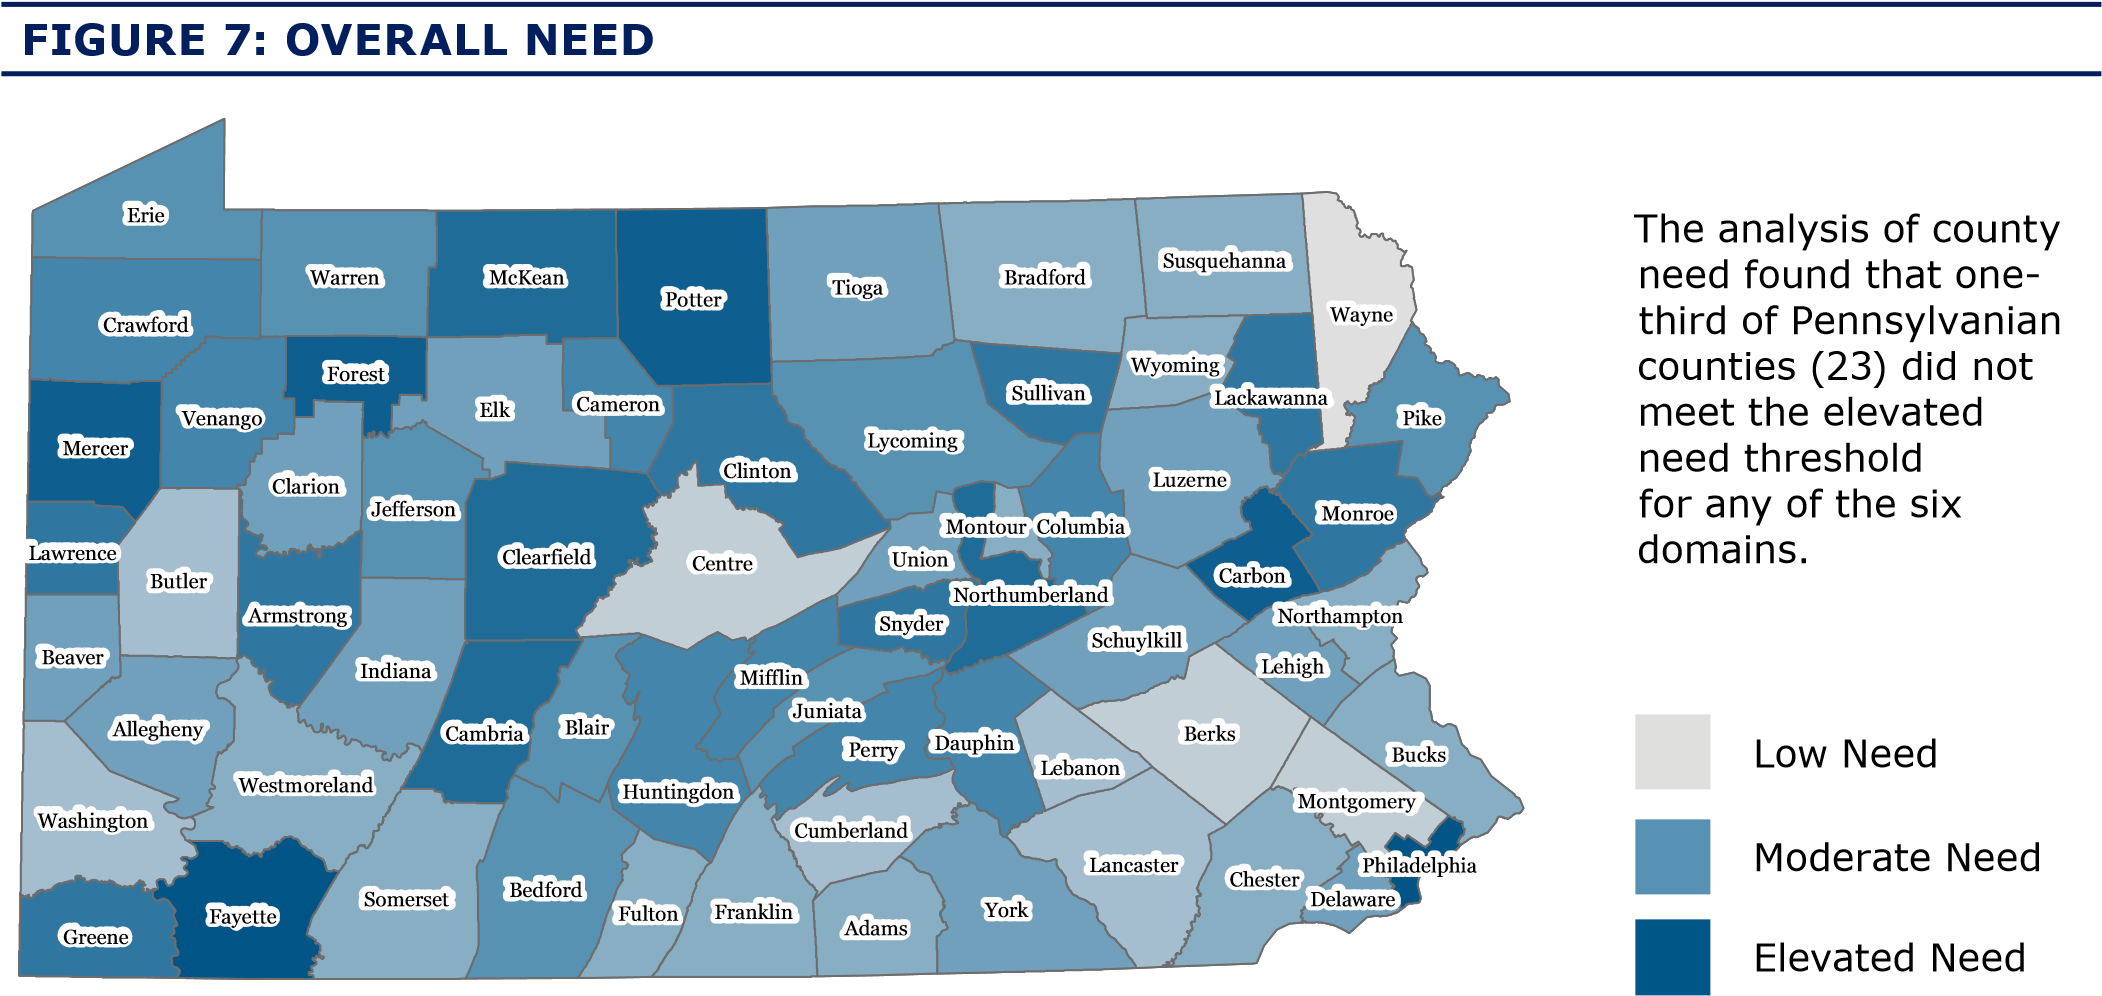 FIGURE 7: OVERALL NEED
Erie
Warren
McKean
Potter
Tioga
Bradford
Susquehanna
Wayne
Crawford
Forest
Venango
Elk
Cameron
Sullivan
Wyoming
Lackawanna
Pike
Mercer
Clarion
Jefferson
Clinton
Lycoming
Luzerne
Monroe
Lawrence
Butler
Clearfield
Centre
Union
Montour
Columbia
Carbon
Armstrong
Northumberland
Northampton
Snyder
Schuylkill
Beaver
Indiana
Mifflin
Lehigh
Allegheny
Cambria
Blair
Juniata
Perry
Dauphin
Berks
Bucks
Westmoreland
Huntingdon
Lebanon
Montgomery
Washington
Cumberland
Lancaster
Philadelphia
Chester
Delaware
Somerset
Bedford
Fulton
Franklin
Adams
York
Fayette
Greene
The analysis of county
need found that one-
third of Pennsylvanian
counties (23) did not
meet the elevated
need threshold
for any of the six
domains.
Low Need
Moderate Need
Elevated Need